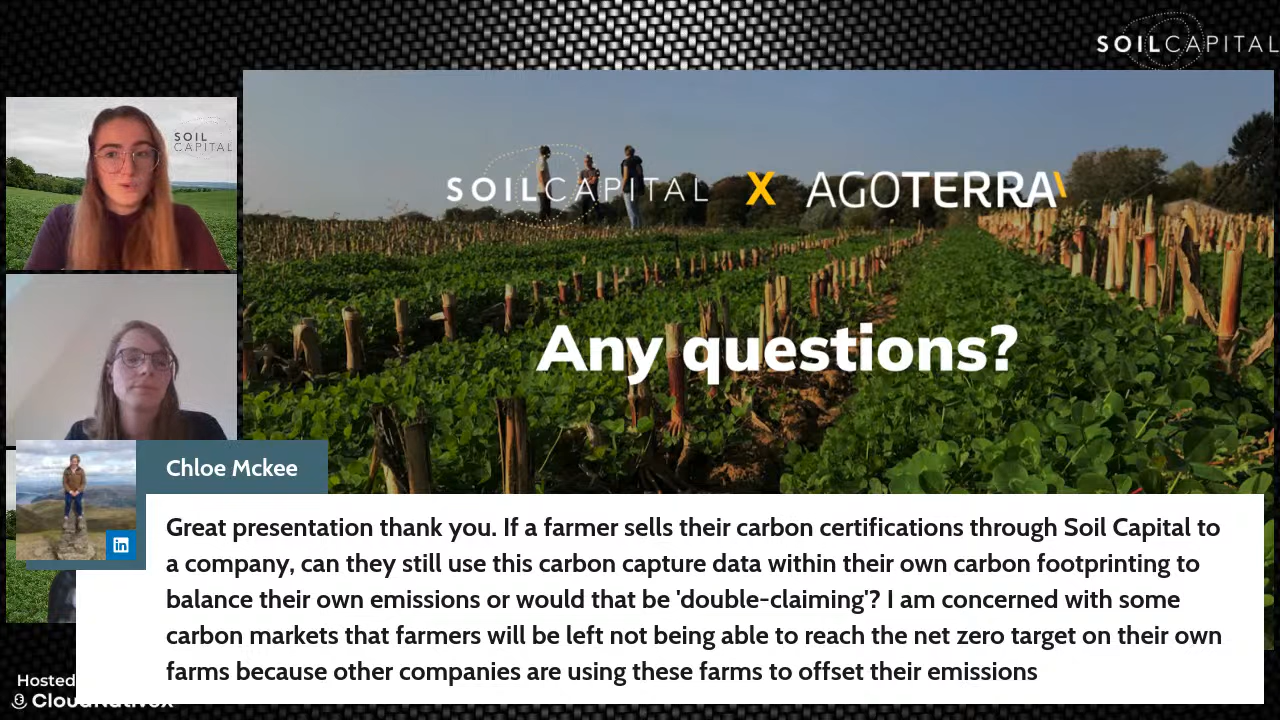 SOILCAPITAL
SOIL
CAPITAL
SOILCAPITAL X AGOTERRA
Any questions?
Chloe Mckee
in
Great presentation thank you. If a farmer sells their carbon certifications through Soil Capital to
a company, can they still use this carbon capture data within their own carbon footprinting to
balance their own emissions or would that be 'double-claiming'? I am concerned with some
carbon markets that farmers will be left not being able to reach the net zero target on their own
farms because other companies are using these farms to offset their emissions
Hosted